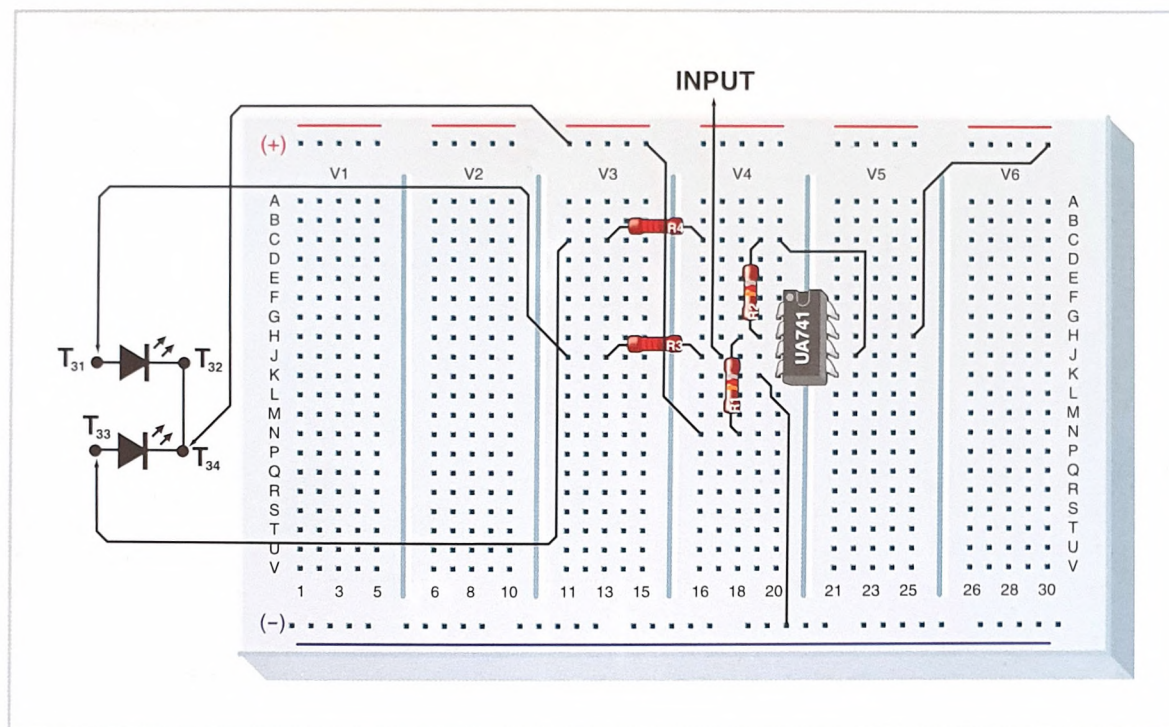 INPUT
(+)
V1 V2 V3 V4 V5 V6
A A
B R4 B
C C
D D
E E
F R2 F
G G
H UA741 H
J R3 J
K K
L L
M R1 M
N N
P P
Q Q
R R
S S
T T
U U
V V
T31 T32
T33 T34
1 3 5 6 8 10 11 13 15 16 18 20 21 23 25 26 28 30
(−)